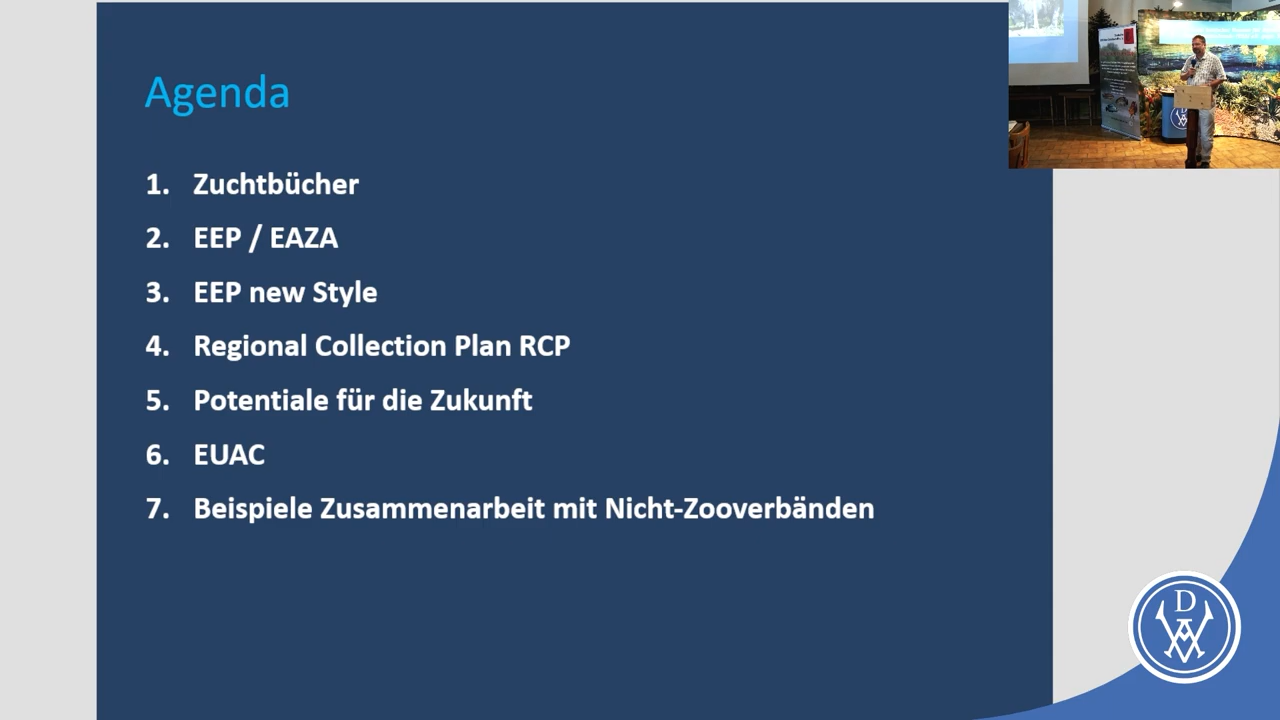 Agenda
1. Zuchtbücher
2. EEP / EAZA
3. EEP new Style
4. Regional Collection Plan RCP
5. Potentiale für die Zukunft
6. EUAC
7. Beispiele Zusammenarbeit mit Nicht-Zooverbänden
VDA